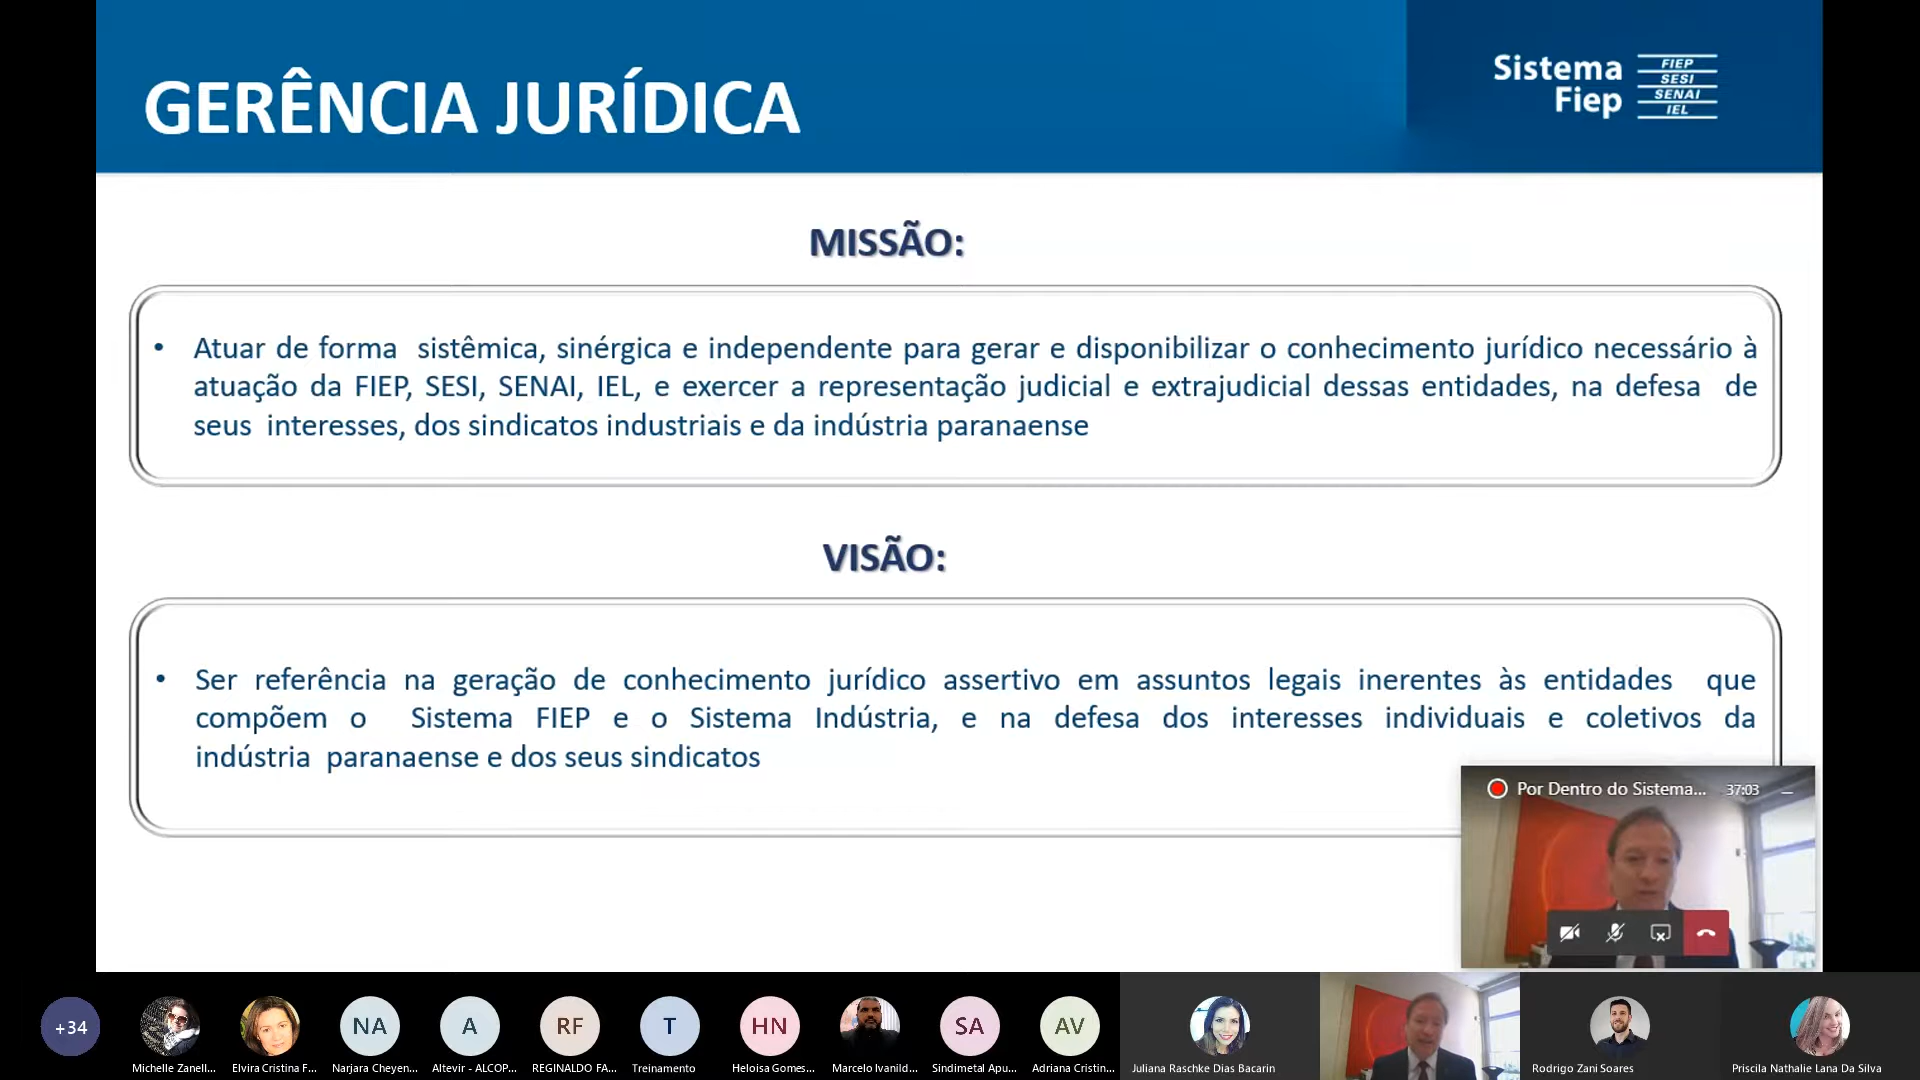 GERÊNCIA JURÍDICA
Sistema
Fiep
FIEP
SESI
SENAI
IEL
MISSÃO:
• Atuar de forma sistêmica, sinérgica e independente para gerar e disponibilizar o conhecimento jurídico necessário à
atuação da FIEP, SESI, SENAI, IEL, e exercer a representação judicial e extrajudicial dessas entidades, na defesa de
seus interesses, dos sindicatos industriais e da indústria paranaense
VISÃO:
• Ser referência na geração de conhecimento jurídico assertivo em assuntos legais inerentes às entidades que
compõem o Sistema FIEP e o Sistema Indústria, e na defesa dos interesses individuais e coletivos da
indústria paranaense e dos seus sindicatos
Por Dentro do Sistema... 37:03
+34
NA
A
RF
T
HN
SA
AV
Michelle Zanell...
Elvira Cristina F...
Narjara Cheyen...
Altevir - ALCOP...
REGINALDO FA...
Treinamento
Heloisa Gomes...
Marcelo Ivanild...
Sindimetal Apu...
Adriana Cristin...
Juliana Raschke Dias Bacarin
Rodrigo Zani Soares
Priscila Nathalie Lana Da Silva